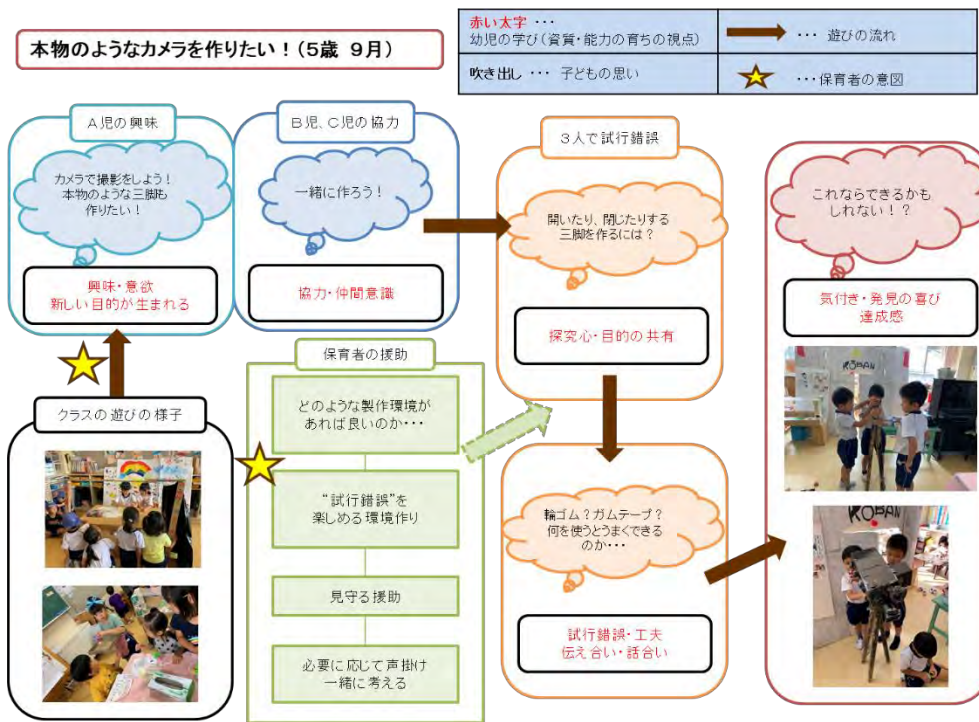 本物のようなカメラを作りたい！（５歳 ９月）
赤い太字 ・・・
幼児の学び（資質・能力の育ちの視点）
・・・ 遊びの流れ
吹き出し ・・・ 子どもの思い
・・・保育者の意図
A児の興味
カメラで撮影をしよう！
本物のような三脚も
作りたい！
興味・意欲
新しい目的が生まれる
B児、C児の協力
一緒に作ろう！
協力・仲間意識
３人で試行錯誤
開いたり、閉じたりする
三脚を作るには？
探究心・目的の共有
これならできるかも
しれない！？
気付き・発見の喜び
達成感
クラスの遊びの様子
保育者の援助
どのような製作環境が
あれば良いのか・・・
“試行錯誤”を
楽しめる環境作り
見守る援助
必要に応じて声掛け
一緒に考える
輪ゴム？ガムテープ？
何を使うとうまくできる
のか・・・
試行錯誤・工夫
伝え合い・話合い
KOBAN
KOBAN